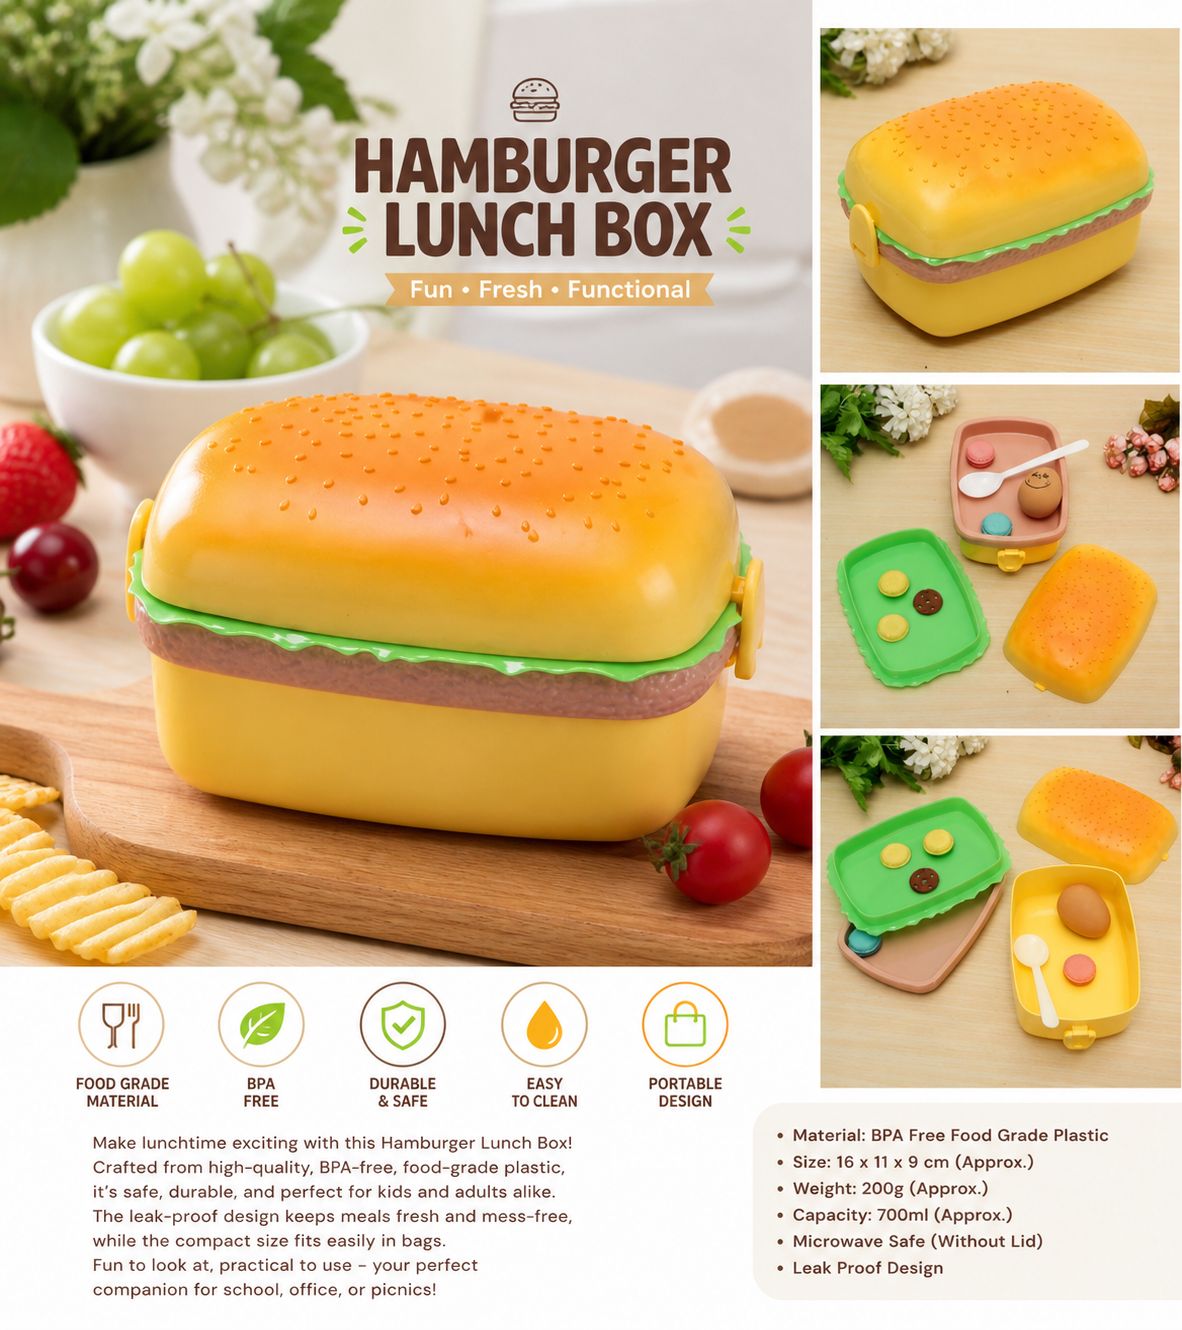 HAMBURGER
LUNCH BOX
Fun • Fresh • Functional
FOOD GRADE
MATERIAL
BPA
FREE
DURABLE
& SAFE
EASY
TO CLEAN
PORTABLE
DESIGN
Make lunchtime exciting with this Hamburger Lunch Box!
Crafted from high-quality, BPA-free, food-grade plastic,
it's safe, durable, and perfect for kids and adults alike.
The leak-proof design keeps meals fresh and mess-free,
while the compact size fits easily in bags.
Fun to look at, practical to use – your perfect
companion for school, office, or picnics!
• Material: BPA Free Food Grade Plastic
• Size: 16 x 11 x 9 cm (Approx.)
• Weight: 200g (Approx.)
• Capacity: 700ml (Approx.)
• Microwave Safe (Without Lid)
• Leak Proof Design